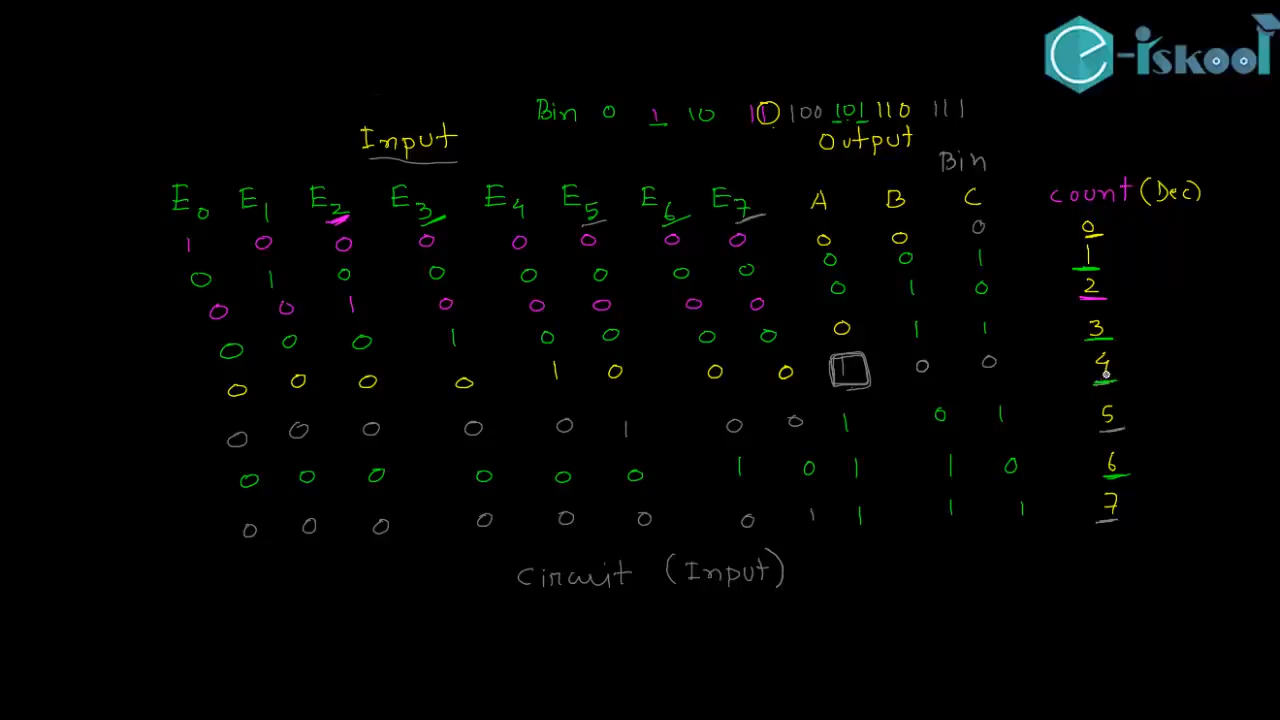 e-iskool
Bin 0 1 10 110 100 101 110 111
Input Output
Bin
E0 E1 E2 E3 E4 E5 E6 E7 A B C count (Dec)
1 0 0 0 0 0 0 0 0 0 0 0
0 1 0 0 0 0 0 0 0 0 1 1
0 0 1 0 0 0 0 0 0 1 0 2
0 0 0 1 0 0 0 0 0 1 1 3
0 0 0 0 1 0 0 0 1 0 0 4
0 0 0 0 0 1 0 0 1 0 1 5
0 0 0 0 0 0 1 0 1 1 0 6
0 0 0 0 0 0 0 1 1 1 1 7
Circuit (Input)